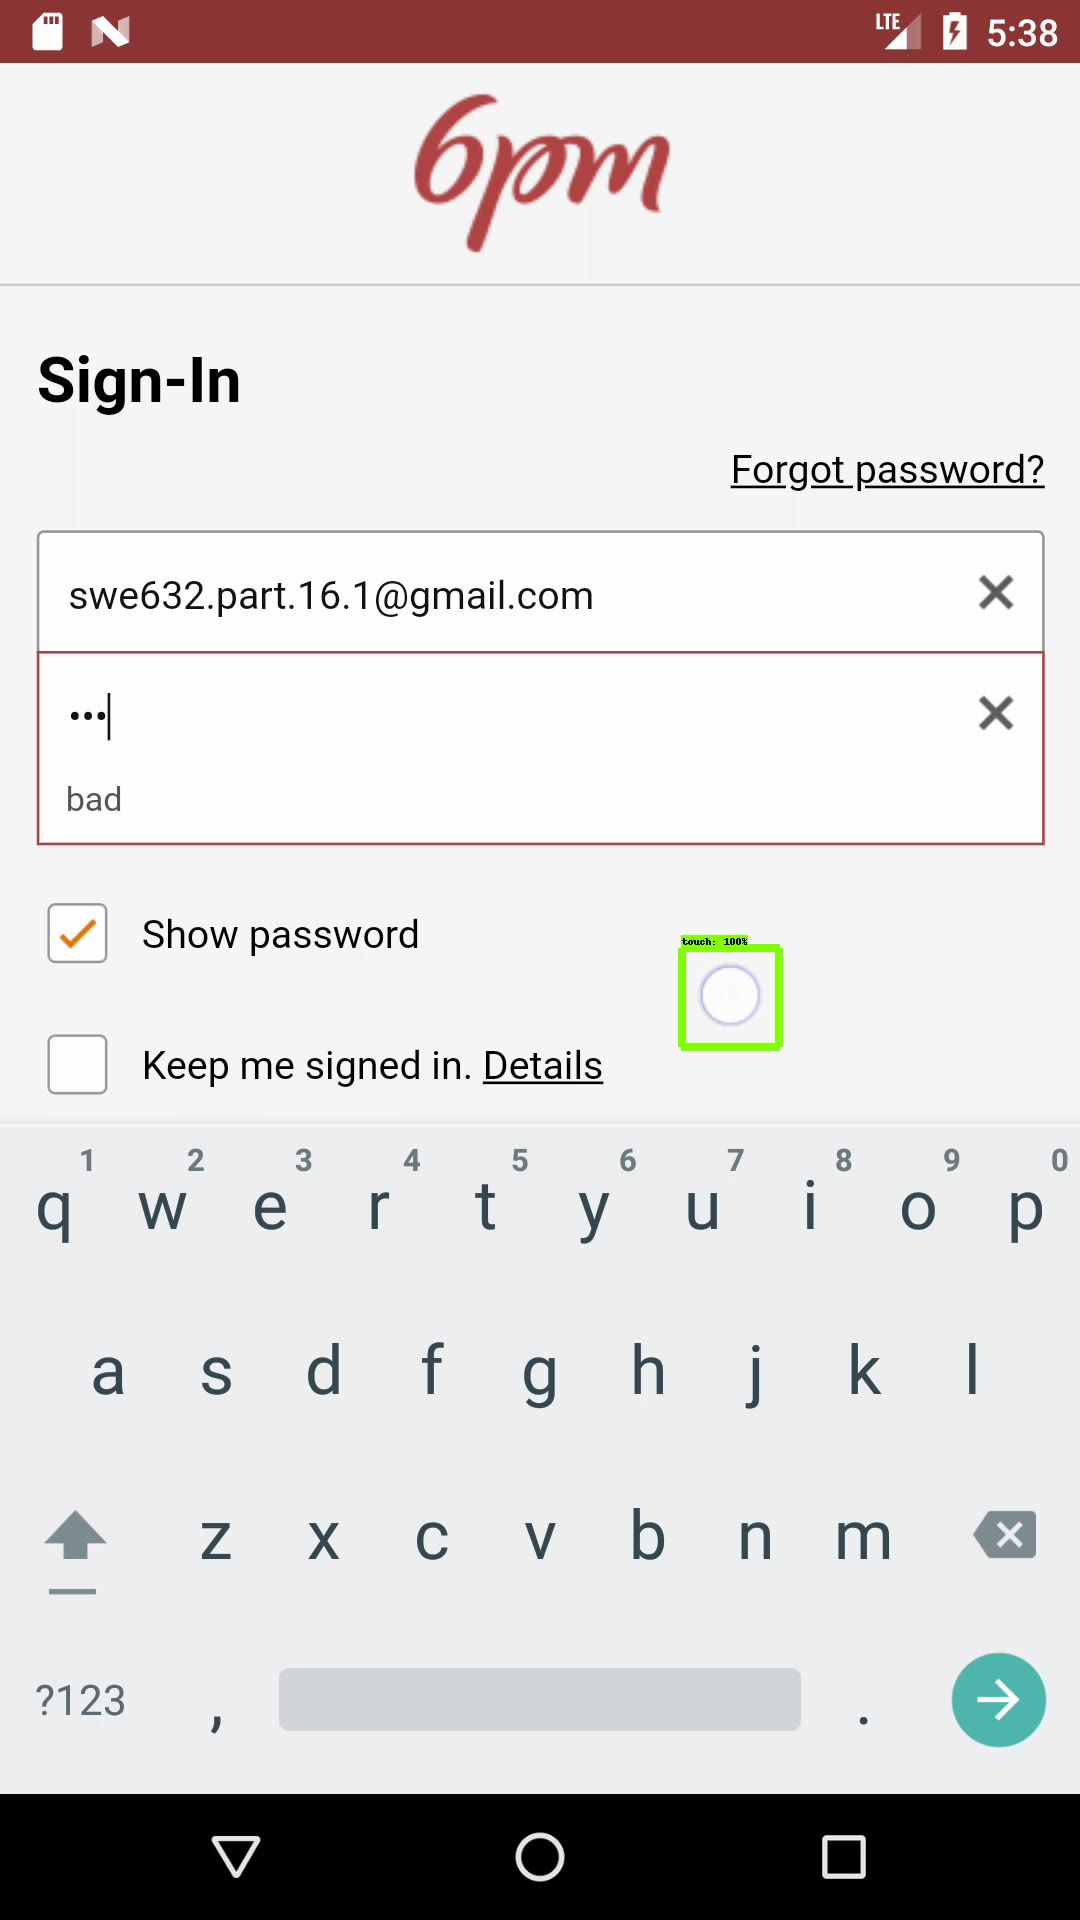 LTE 5:38
6pm
Sign-In
Forgot password?
swe632.part.16.1@gmail.com
•••
bad
Show password
touch: 100%
Keep me signed in. Details
1 2 3 4 5 6 7 8 9 0
q w e r t y u i o p
a s d f g h j k l
z x c v b n m
?123 , .